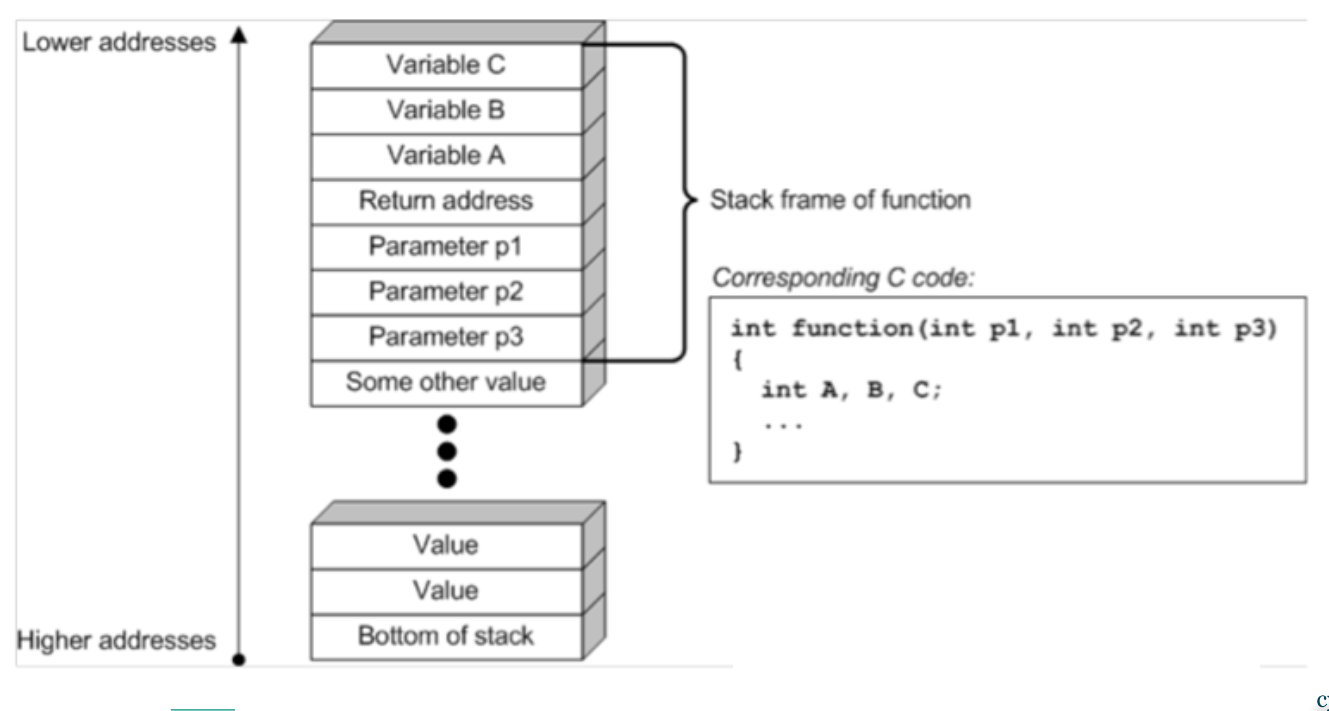 Lower addresses
Variable C
Variable B
Variable A
Return address
Parameter p1
Parameter p2
Parameter p3
Some other value
Stack frame of function
Corresponding C code:
int function(int p1, int p2, int p3)
{
int A, B, C;
...
}
Value
Value
Bottom of stack
Higher addresses